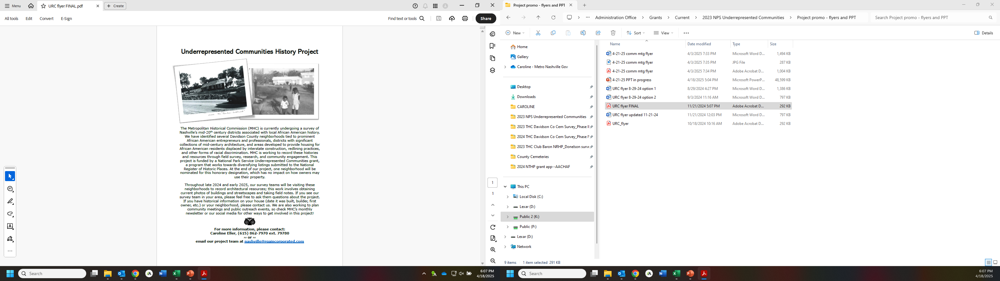 Menu
URC flyer FINAL.pdf
Create
All tools
Edit
Convert
E-Sign
Find text or tools
Share
Underrepresented Communities History Project
The Metropolitan Historical Commission (MHC) is currently undergoing a survey of
Nashville's mid-20th century districts associated with local African American history.
We have identified several Davidson County neighborhoods tied to prominent
African American entrepreneurs and professionals, districts with significant
collections of mid-century architecture, and areas developed to provide housing for
African American residents displaced by interstate construction, redlining practices,
and other forms of racial discrimination. MHC is working to record these histories
and resources through field survey, research, and community engagement. This
project is funded by a National Park Service Underrepresented Communities grant,
a program that works towards diversifying listings submitted to the National
Register of Historic Places. At the end of our project, one neighborhood will be
nominated for this honorary designation, which has no impact on how owners may
use their property.
Throughout late 2024 and early 2025, our survey teams will be visiting these
neighborhoods to record architectural resources; this work involves obtaining
current photos of buildings and streetscapes and taking field notes. If you see our
survey team in your area, please feel free to ask them questions about the project.
If you have historical information on your house (date it was built, builder, first
owner, etc.) or your neighborhood, please contact us. We are also working to plan
community meetings and public outreach events, so check MHC's monthly
newsletter or our social media for other ways to get involved in this project!
For more information, please contact:
Caroline Eller, (615) 862-7970 ext. 79780
~ or ~
email our project team at nashville@rgaincorporated.com
1
1
Search
6:07 PM
4/18/2025
Project promo - flyers and PPT
Administration Office > Grants > Current > 2023 NPS Underrepresented Communities > Project promo - flyers and PPT
Search Project promo - flyers and PPT
New
Sort
View
Details
Home
Gallery
Caroline - Metro Nashville Gov
Desktop
Downloads
CAROLINE
2023 NPS Underrepresented Communities
2023 THC Davidson Co Cem Survey_Phase II
2024 THC Davidson Co Cem Survey_Phase IV
2023 THC Club Baron NRHP_Donelson surve
County Cemeteries
2024 NTHP grant app--AACHAF
This PC
Local Disk (C:)
Lexar (D:)
Public 2 (K:)
Public (P:)
Lexar (D:)
Network
Name Date modified Type Size
4-21-25 comm mtg flyer 4/3/2025 7:33 PM Microsoft Word D... 1,494 KB
4-21-25 comm mtg flyer 4/3/2025 7:35 PM JPG File 287 KB
4-21-25 comm mtg flyer 4/3/2025 7:34 PM Adobe Acrobat D... 1,004 KB
4-21-25 PPT in progress 4/18/2025 5:04 PM Microsoft PowerP... 48,599 KB
URC flyer 8-29-24 option 1 8/29/2024 4:27 PM Microsoft Word D... 1,386 KB
URC flyer 8-29-24 option 2 9/3/2024 11:16 AM Microsoft Word D... 797 KB
URC flyer FINAL 11/21/2024 5:07 PM Adobe Acrobat D... 292 KB
URC flyer updated 11-21-24 11/21/2024 12:03 PM Microsoft Word D... 797 KB
URC_flyer 10/18/2024 10:16 AM Adobe Acrobat D... 292 KB
9 items 1 item selected 291 KB
Search
6:07 PM
4/18/2025